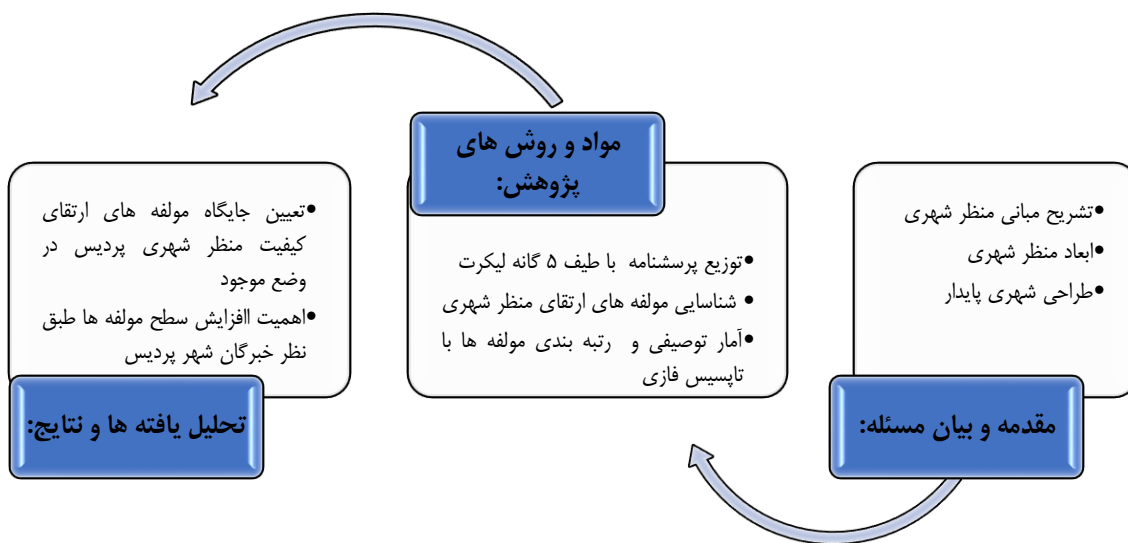 •تشریح مبانی منظر شهری
•ابعاد منظر شهری
•طراحی شهری پایدار
مقدمه و بیان مسئله:
مواد و روش های
پژوهش:
•توزیع پرسشنامه با طیف ۵ گانه لیکرت
•شناسایی مولفه های ارتقای منظر شهری
•آمار توصیفی و رتبه بندی مولفه ها با
تاپسیس فازی
•تعیین جایگاه مولفه های ارتقای
کیفیت منظر شهری پردیس در
وضع موجود
•اهمیت اافزایش سطح مولفه ها طبق
نظر خبرگان شهر پردیس
تحلیل یافته ها و نتایج: